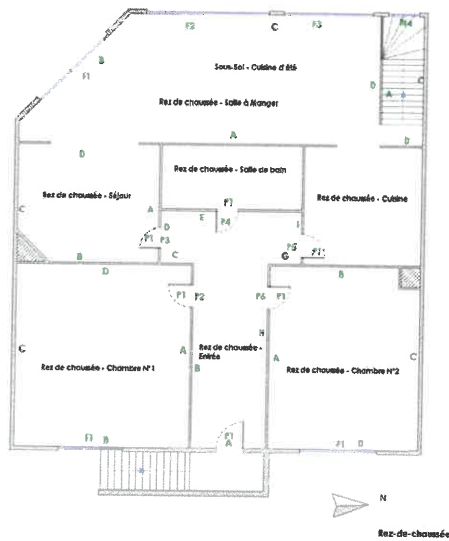 F2 C F3 Pf4
B
F1
Sous-Sol - Cuisine d'été
D A C
Rez de chaussée - Salle à Manger
A
D
D
Rez de chaussée - Salle de bain
Rez de chaussée - Séjour
Rez de chaussée - Cuisine
P1
C A E P4 I
D
P1 P3 P5 P1
B C G
D B
P1 P2 P6 P1
H
C A Rez de chaussée - A C
Entrée
B
Rez de chaussée - Chambre N°1
Rez de chaussée - Chambre N°2
P1
F1 B A F1 D
N
Rez-de-chaussée